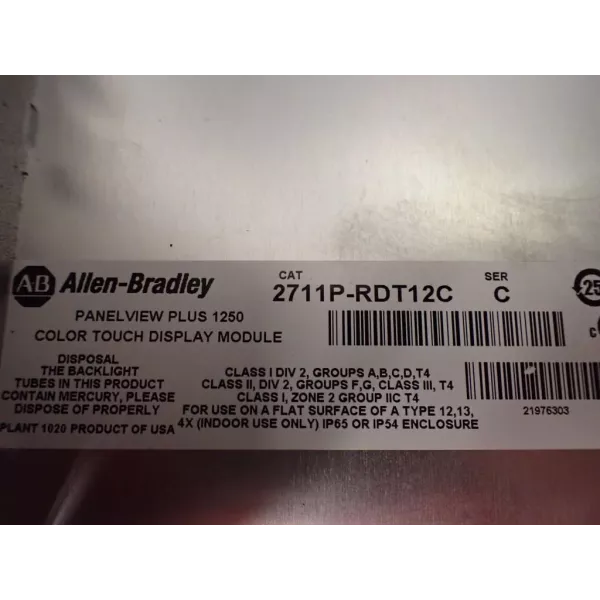 AB Allen-Bradley
CAT
SER
2711P-RDT12C
C
25
PANELVIEW PLUS 1250
COLOR TOUCH DISPLAY MODULE
DISPOSAL
THE BACKLIGHT
TUBES IN THIS PRODUCT
CONTAIN MERCURY, PLEASE
DISPOSE OF PROPERLY
PLANT 1020 PRODUCT OF USA
CLASS I DIV 2, GROUPS A,B,C,D,T4
CLASS II, DIV 2, GROUPS F,G, CLASS III, T4
CLASS I, ZONE 2 GROUP IIC T4
FOR USE ON A FLAT SURFACE OF A TYPE 12,13,
4X (INDOOR USE ONLY) IP65 OR IP54 ENCLOSURE
21976303
C